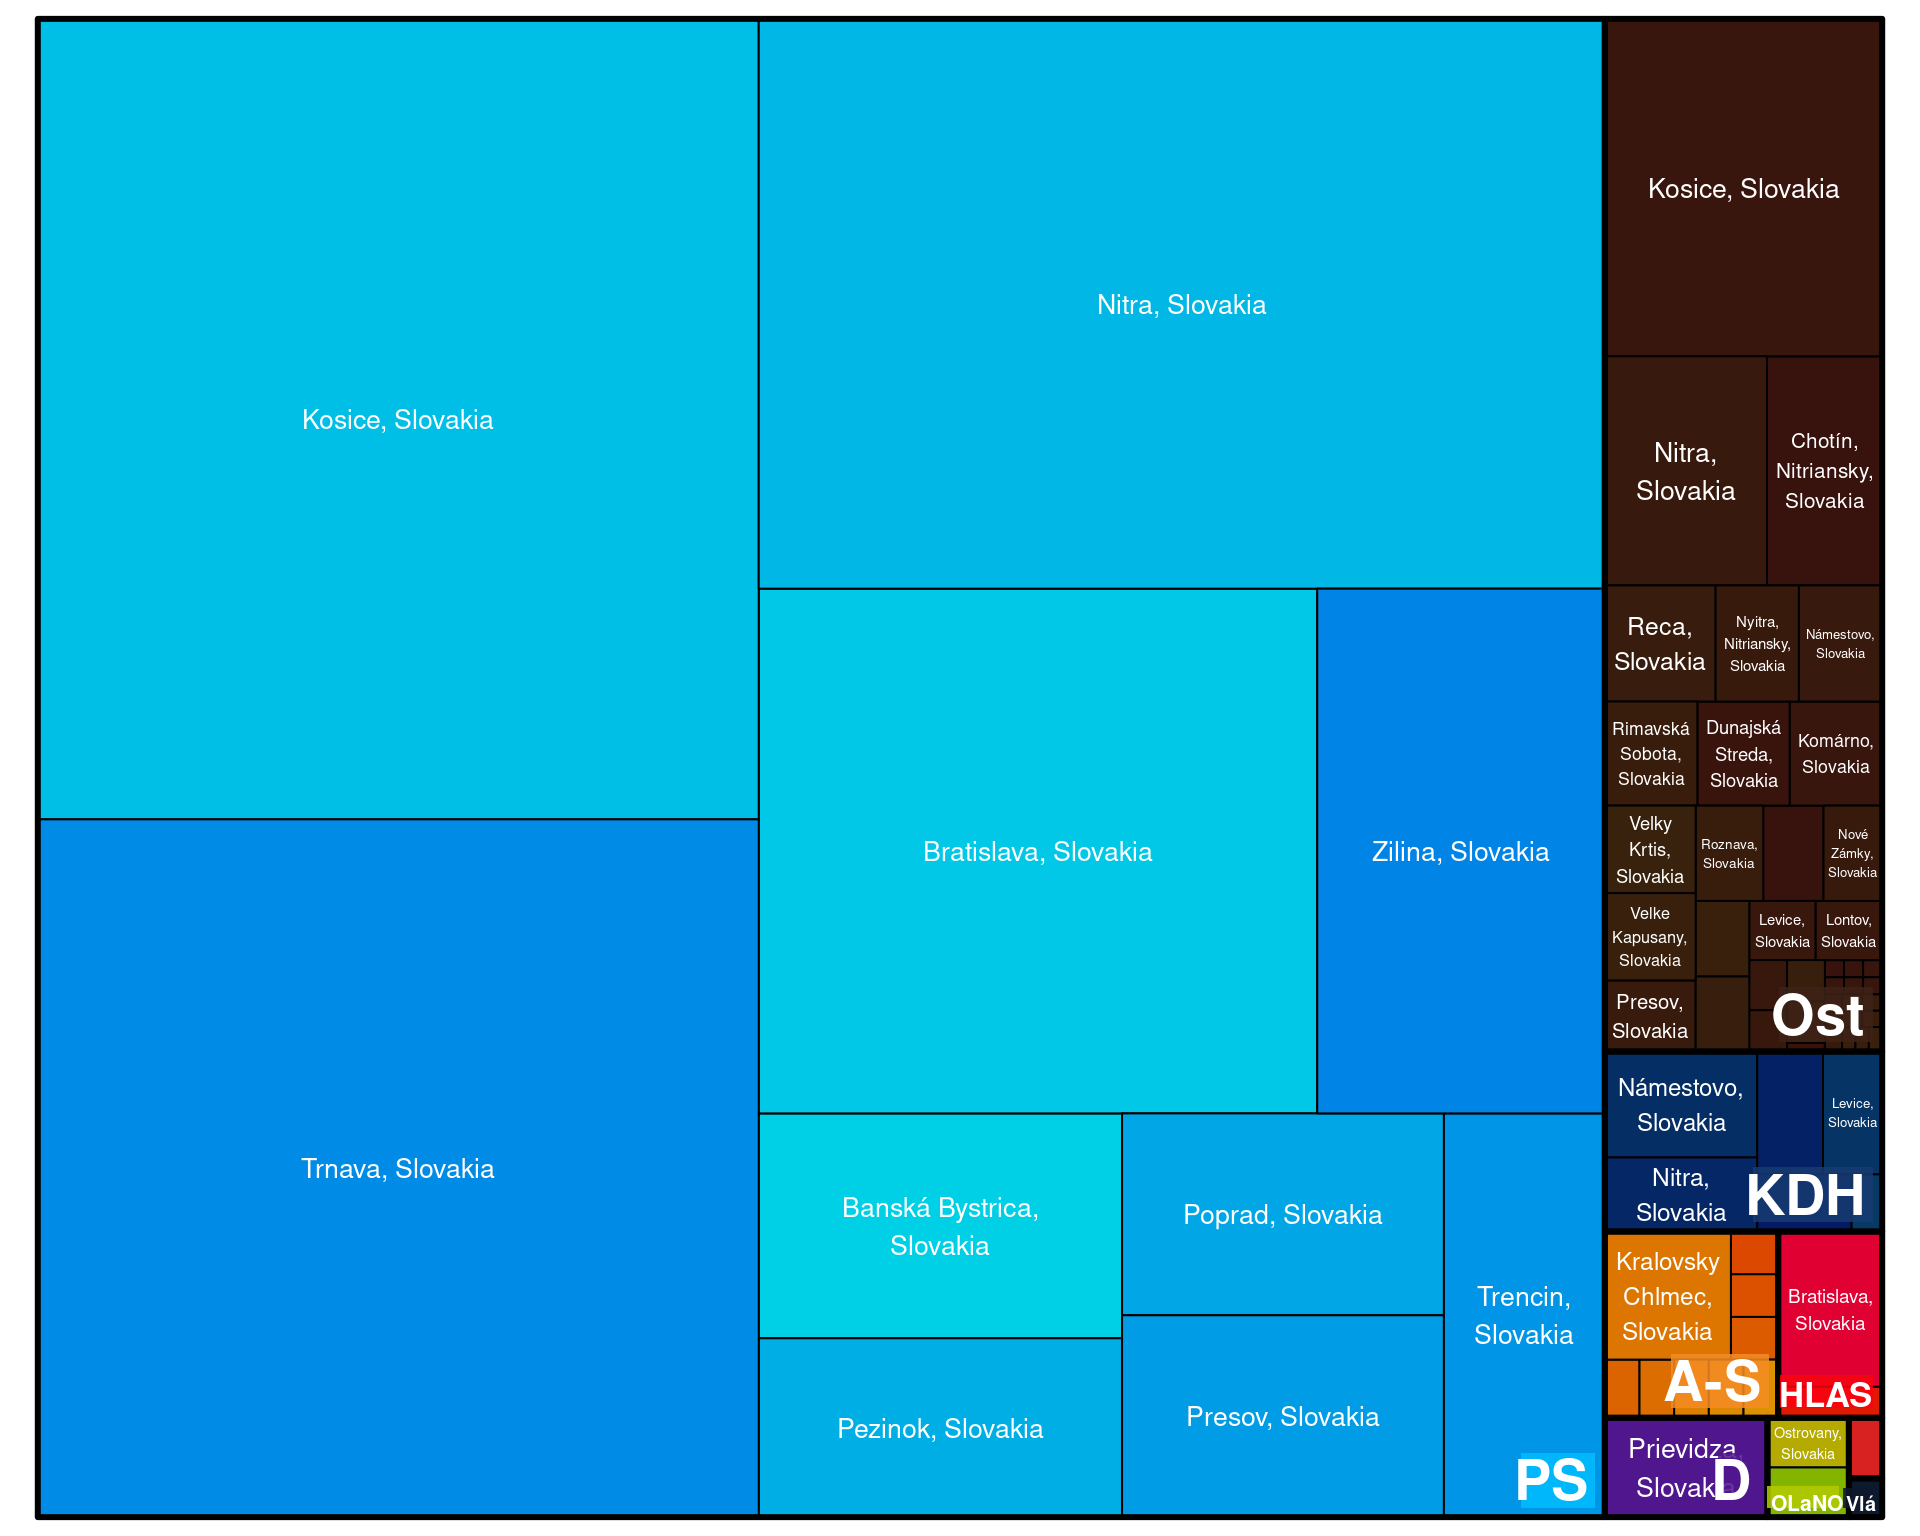 Kosice, Slovakia
Trnava, Slovakia
Nitra, Slovakia
Bratislava, Slovakia
Zilina, Slovakia
Banská Bystrica,
Slovakia
Pezinok, Slovakia
Poprad, Slovakia
Presov, Slovakia
Trencin,
Slovakia
PS
Kosice, Slovakia
Nitra,
Slovakia
Chotín,
Nitriansky,
Slovakia
Reca,
Slovakia
Nyitra,
Nitriansky,
Slovakia
Námestovo,
Slovakia
Rimavská
Sobota,
Slovakia
Dunajská
Streda,
Slovakia
Komárno,
Slovakia
Velky
Krtis,
Slovakia
Roznava,
Slovakia
Nové
Zámky,
Slovakia
Velke
Kapusany,
Slovakia
Levice,
Slovakia
Lontov,
Slovakia
Presov,
Slovakia
Ost
Námestovo,
Slovakia
Levice,
Slovakia
Nitra,
Slovakia
KDH
Kralovsky
Chlmec,
Slovakia
A-S
Bratislava,
Slovakia
HLAS
Prievidza,
Slovakia
D
Ostrovany,
Slovakia
OLaNO
Vlá